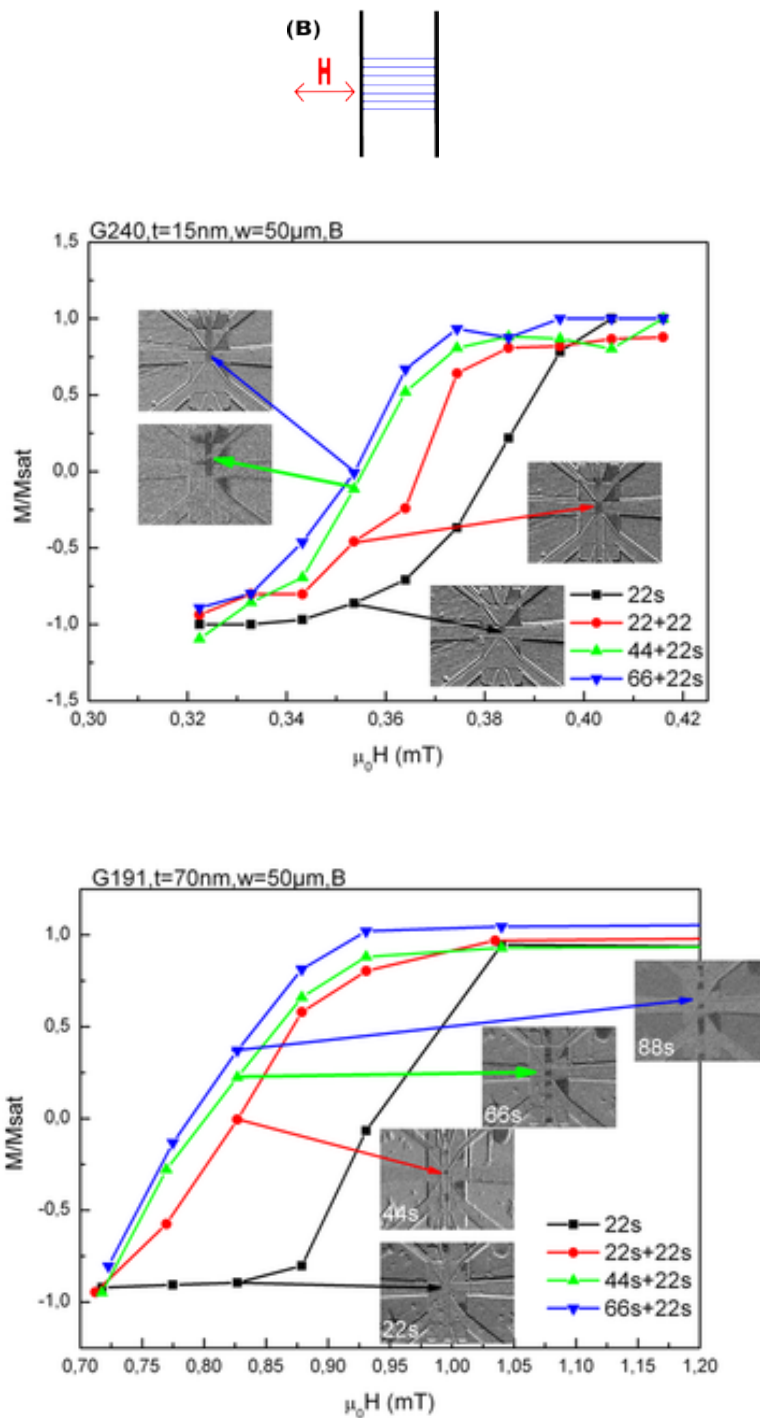 (B)
H
G240,t=15nm,w=50µm,B
1,5
1,0
0,5
0,0
-0,5
-1,0
-1,5
M/Msat
22s
22+22
44+22s
66+22s
0,30 0,32 0,34 0,36 0,38 0,40 0,42
µ₀H (mT)
G191,t=70nm,w=50µm,B
1.0
0.5
0.0
-0.5
-1.0
M/Msat
88s
66s
44s
22s
22s
22s+22s
44s+22s
66s+22s
0,70 0,75 0,80 0,85 0,90 0,95 1,00 1,05 1,10 1,15 1,20
µ₀H (mT)